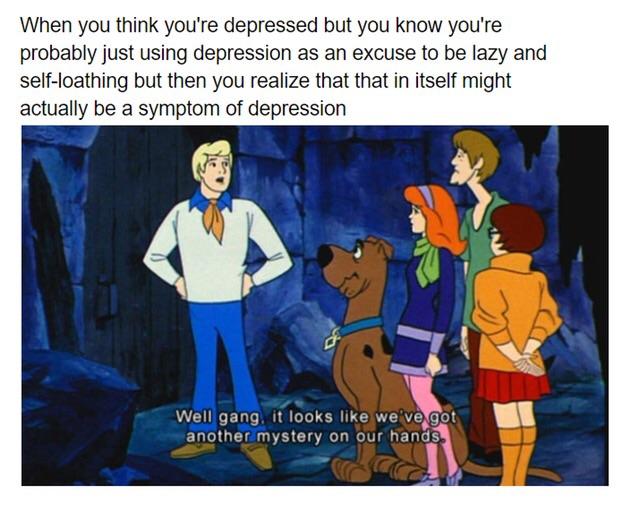 When you think you're depressed but you know you're
probably just using depression as an excuse to be lazy and
self-loathing but then you realize that that in itself might
actually be a symptom of depression
Well gang, it looks like we've got
another mystery on our hands.